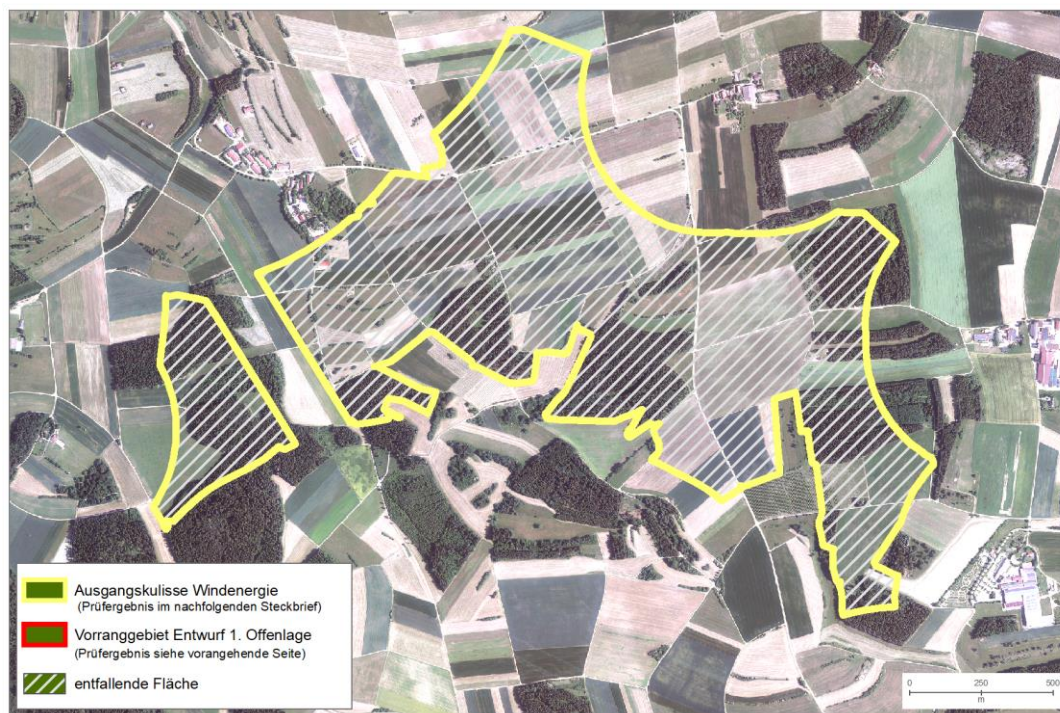 Ausgangskulisse Windenergie
(Prüfergebnis im nachfolgenden Steckbrief)
Vorranggebiet Entwurf 1. Offenlage
(Prüfergebnis siehe vorangehende Seite)
entfallende Fläche
0 250 500
m